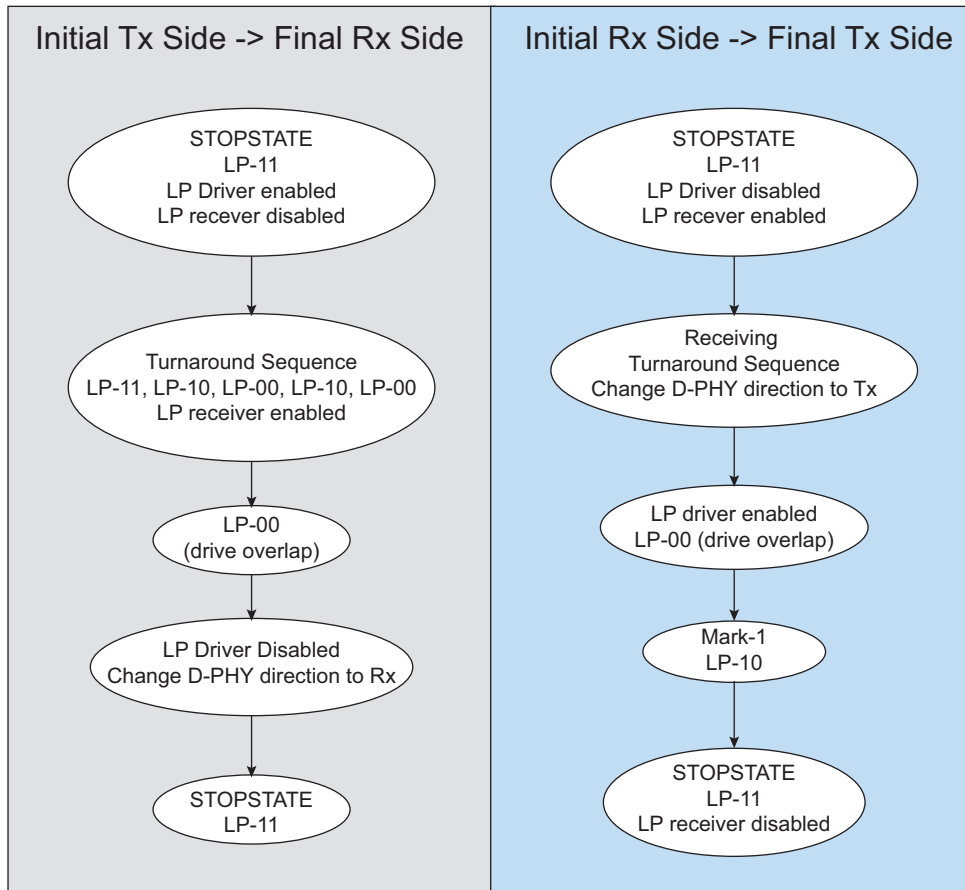 Initial Tx Side -> Final Rx Side
STOPSTATE
LP-11
LP Driver enabled
LP recever disabled
Turnaround Sequence
LP-11, LP-10, LP-00, LP-10, LP-00
LP receiver enabled
LP-00
(drive overlap)
LP Driver Disabled
Change D-PHY direction to Rx
STOPSTATE
LP-11
Initial Rx Side -> Final Tx Side
STOPSTATE
LP-11
LP Driver disabled
LP recever enabled
Receiving
Turnaround Sequence
Change D-PHY direction to Tx
LP driver enabled
LP-00 (drive overlap)
Mark-1
LP-10
STOPSTATE
LP-11
LP receiver disabled